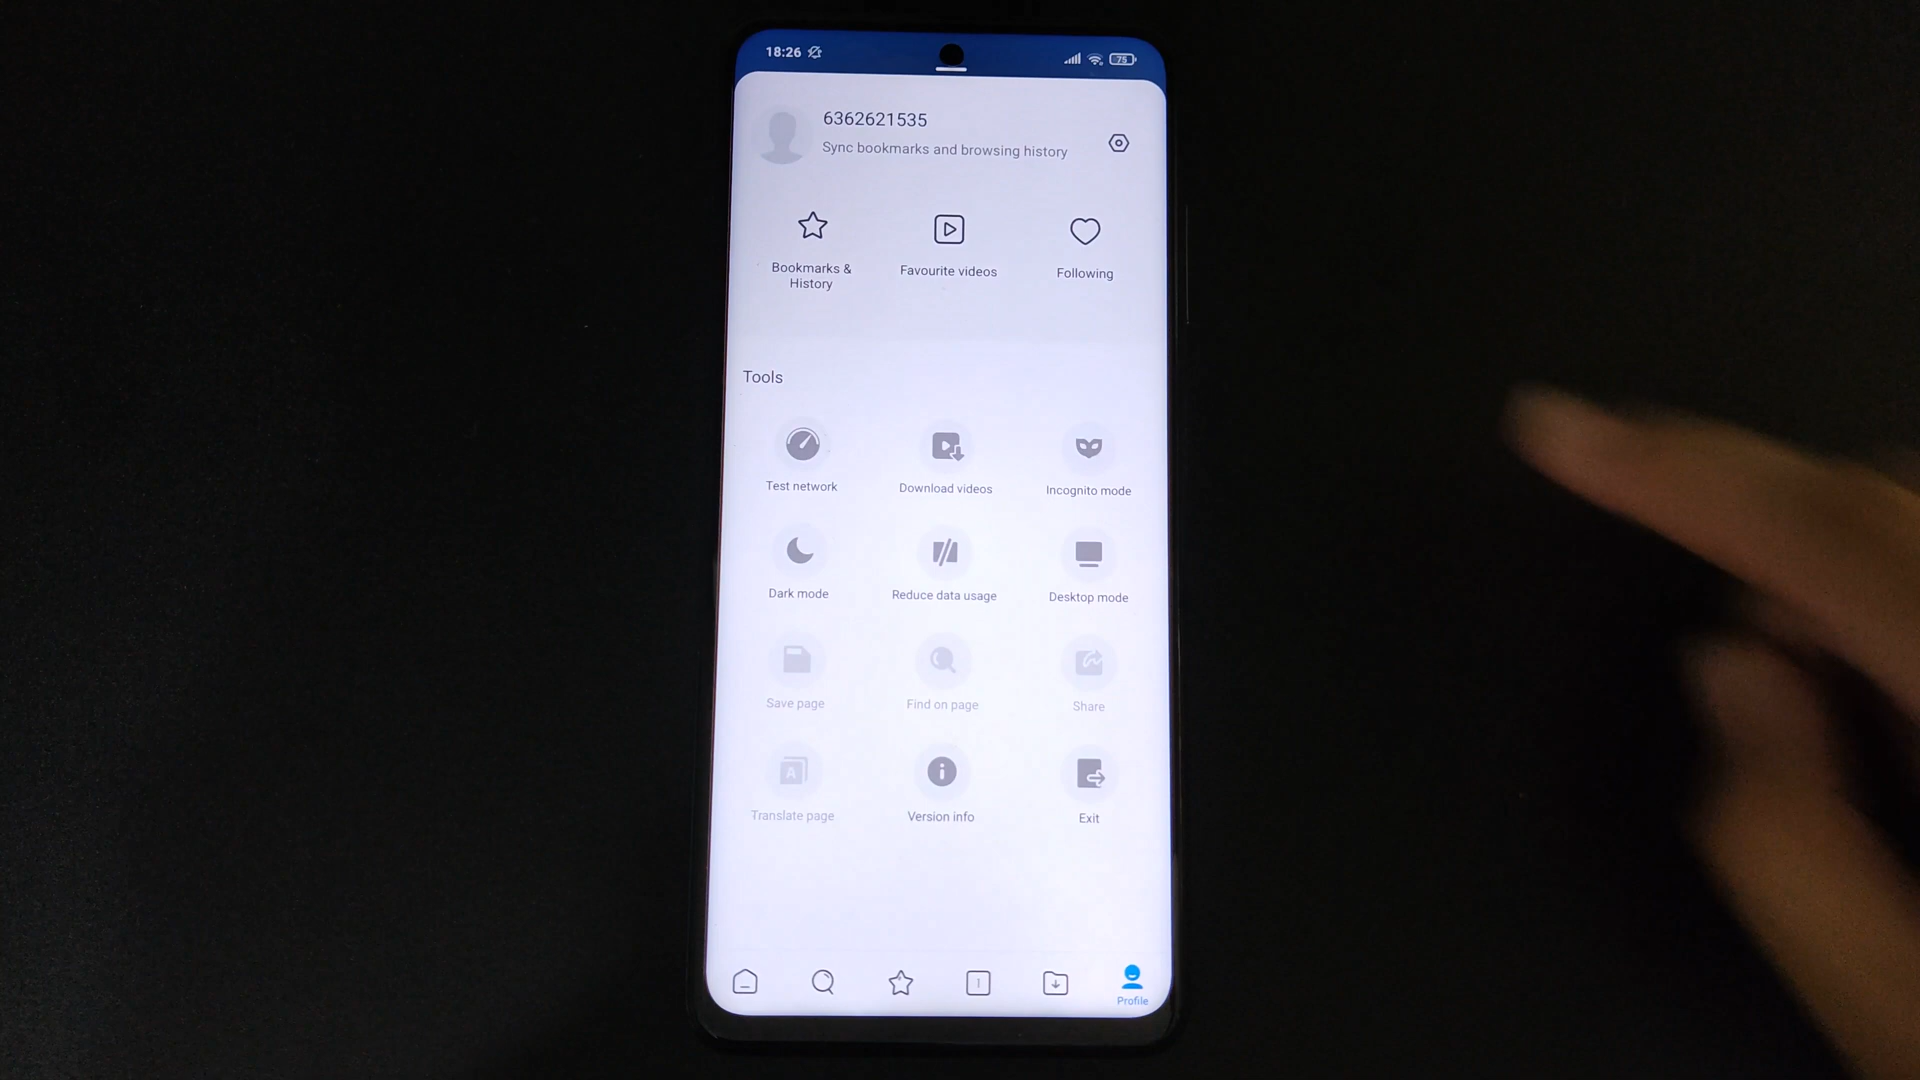 18:26
75
6362621535
Sync bookmarks and browsing history
Bookmarks &
History
Favourite videos
Following
Tools
Test network
Download videos
Incognito mode
Dark mode
Reduce data usage
Desktop mode
Save page
Find on page
Share
A
Translate page
Version info
Exit
1
Profile